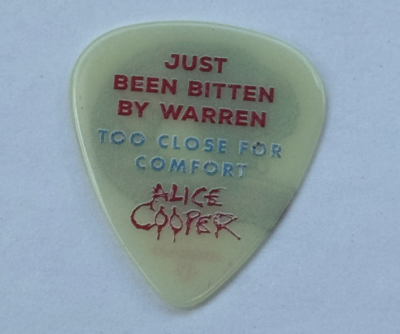 JUST
BEEN BITTEN
BY WARREN
TOO CLOSE FOR
COMFORT
ALICE
COOPER